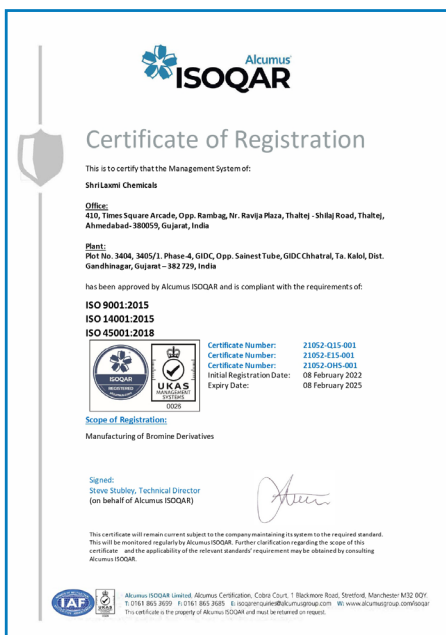 Alcumus
ISOQAR
Certificate of Registration
This is to certify that the Management System of:
Shri Laxmi Chemicals
Office:
410, Times Square Arcade, Opp. Rambag, Nr. Ravija Plaza, Thaltej - Shilaj Road, Thaltej,
Ahmedabad- 380059, Gujarat, India
Plant:
Plot No. 3404, 3405/1. Phase-4, GIDC, Opp. Sainest Tube, GIDC Chhatral, Ta. Kalol, Dist.
Gandhinagar, Gujarat – 382 729, India
has been approved by Alcumus ISOQAR and is compliant with the requirements of:
ISO 9001:2015
ISO 14001:2015
ISO 45001:2018
ISOQAR
REGISTERED
UKAS
MANAGEMENT
SYSTEMS
0026
Certificate Number: 21052-Q15-001
Certificate Number: 21052-E15-001
Certificate Number: 21052-OHS-001
Initial Registration Date: 08 February 2022
Expiry Date: 08 February 2025
Scope of Registration:
Manufacturing of Bromine Derivatives
Signed:
Steve Stubley, Technical Director
(on behalf of Alcumus ISOQAR)
This certificate will remain current subject to the company maintaining its system to the required standard.
This will be monitored regularly by Alcumus ISOQAR. Further clarification regarding the scope of this
certificate and the applicability of the relevant standards' requirement may be obtained by consulting
Alcumus ISOQAR.
IAF
UKAS
Alcumus ISOQAR Limited, Alcumus Certification, Cobra Court, 1 Blackmore Road, Stretford, Manchester M32 0QY.
T: 0161 865 3699 F: 0161 865 3685 E: isoqarenquiries@alcumusgroup.com W: www.alcumusgroup.com/isoqar
This certificate is the property of Alcumus ISOQAR and must be returned on request.